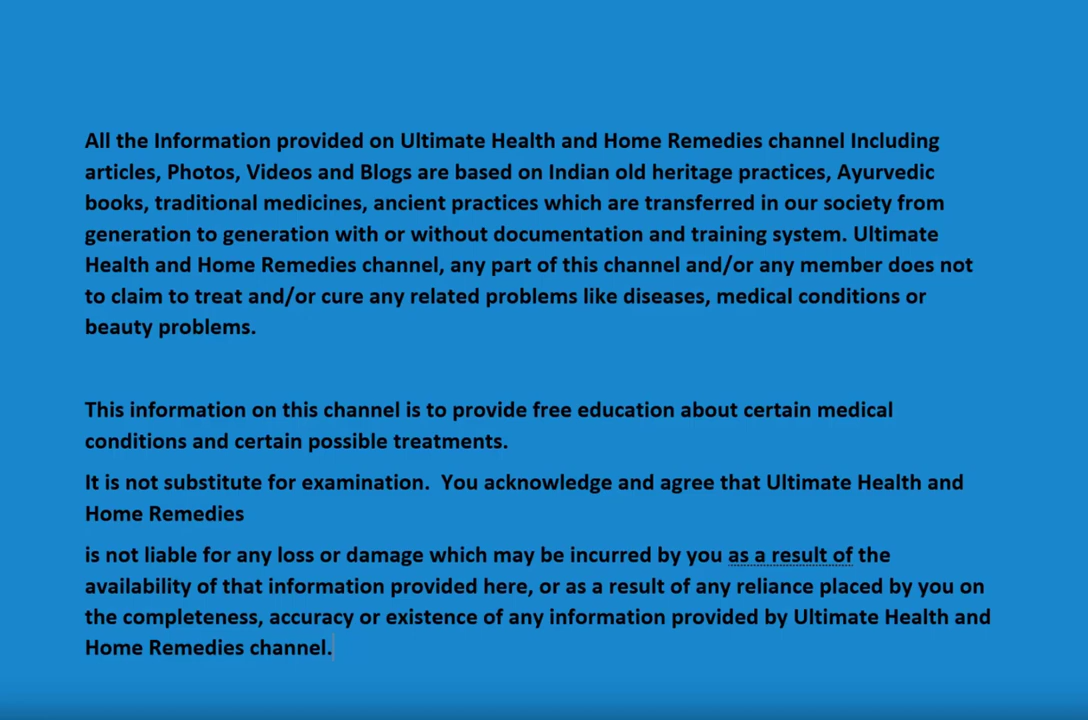 All the Information provided on Ultimate Health and Home Remedies channel Including
articles, Photos, Videos and Blogs are based on Indian old heritage practices, Ayurvedic
books, traditional medicines, ancient practices which are transferred in our society from
generation to generation with or without documentation and training system. Ultimate
Health and Home Remedies channel, any part of this channel and/or any member does not
to claim to treat and/or cure any related problems like diseases, medical conditions or
beauty problems.
This information on this channel is to provide free education about certain medical
conditions and certain possible treatments.
It is not substitute for examination.  You acknowledge and agree that Ultimate Health and
Home Remedies
is not liable for any loss or damage which may be incurred by you as a result of the
availability of that information provided here, or as a result of any reliance placed by you on
the completeness, accuracy or existence of any information provided by Ultimate Health and
Home Remedies channel.